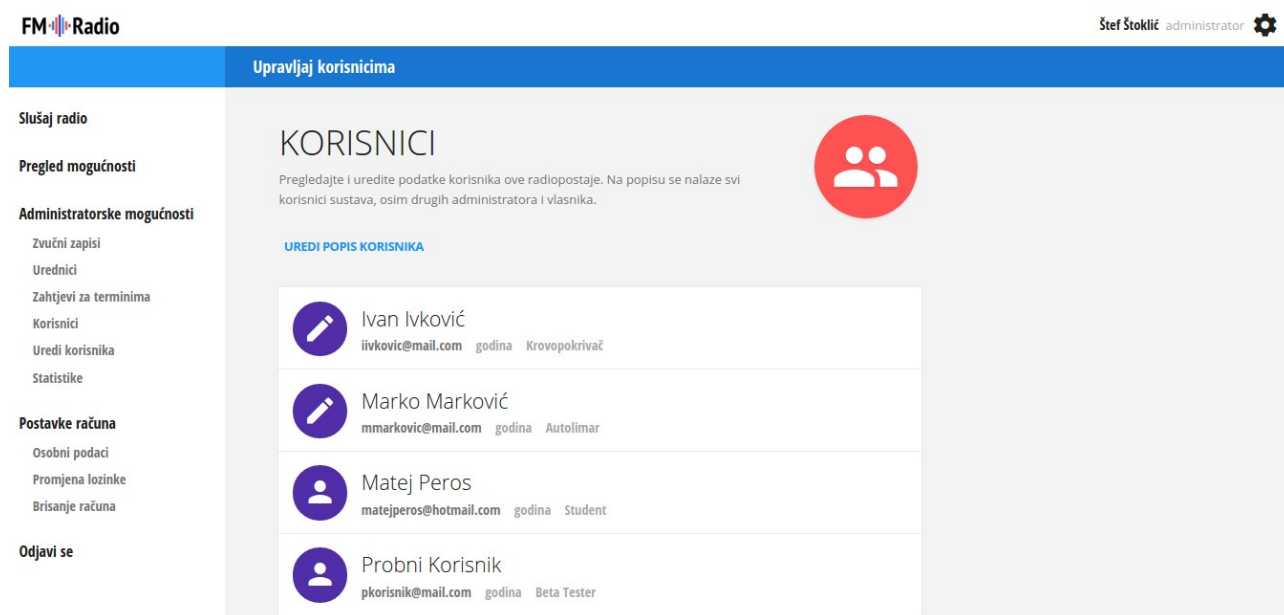 FM Radio
Štef Štoklić administrator
Upravljaj korisnicima
Slušaj radio
Pregled mogućnosti
Administratorske mogućnosti
Zvučni zapisi
Urednici
Zahtjevi za terminima
Korisnici
Uredi korisnika
Statistike
Postavke računa
Osobni podaci
Promjena lozinke
Brisanje računa
Odjavi se
KORISNICI
Pregledajte i uredite podatke korisnika ove radiopostaje. Na popisu se nalaze svi
korisnici sustava, osim drugih administratora i vlasnika.
UREDI POPIS KORISNIKA
Ivan Ivković
iivkovic@mail.com godina Krovopokrivač
Marko Marković
mmarkovic@mail.com godina Autolimar
Matej Peros
matejperos@hotmail.com godina Student
Probni Korisnik
pkorisnik@mail.com godina Beta Tester